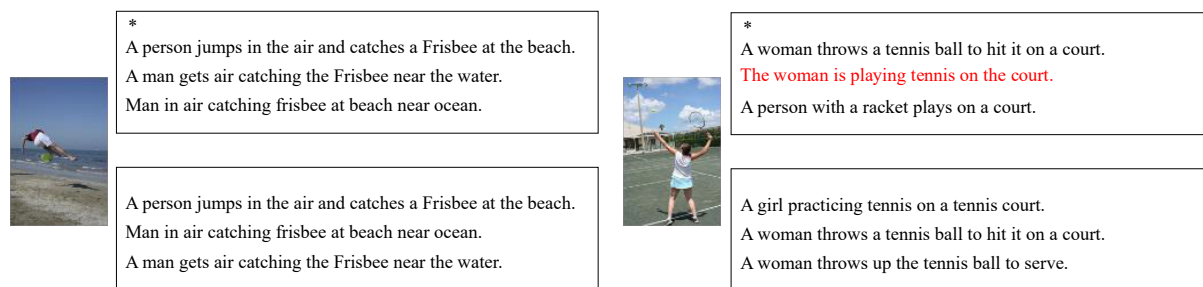 *
A person jumps in the air and catches a Frisbee at the beach.
A man gets air catching the Frisbee near the water.
Man in air catching frisbee at beach near ocean.
A person jumps in the air and catches a Frisbee at the beach.
Man in air catching frisbee at beach near ocean.
A man gets air catching the Frisbee near the water.
*
A woman throws a tennis ball to hit it on a court.
The woman is playing tennis on the court.
A person with a racket plays on a court.
A girl practicing tennis on a tennis court.
A woman throws a tennis ball to hit it on a court.
A woman throws up the tennis ball to serve.